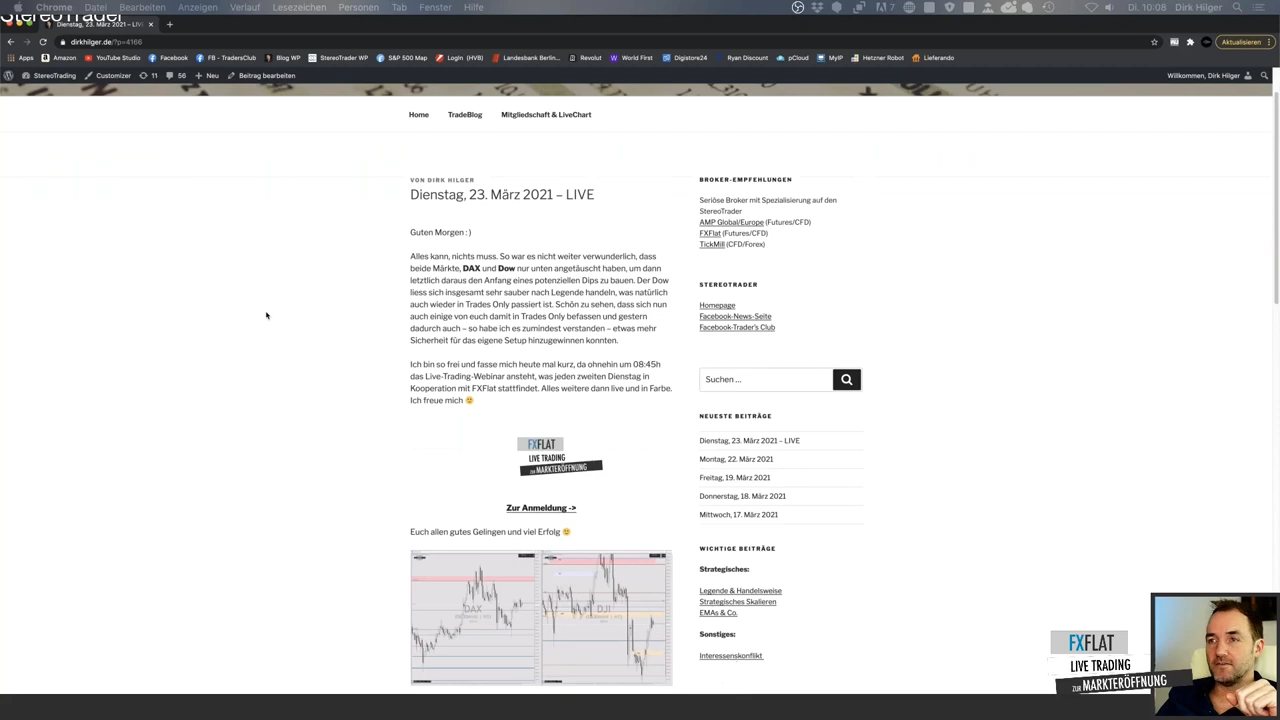 StereoTrader
Chrome Datei Bearbeiten Anzeigen Verlauf Lesezeichen Personen Tab Fenster Hilfe
7 Di. 10:08 Dirk Hilger
Dienstag, 23. März 2021 – LIVE
dirkhilger.de/?p=4166
Aktualisieren
Apps Amazon YouTube Studio Facebook FB - TradersClub Blog WP StereoTrader WP S&P 500 Map Login (HVB) Landesbank Berlin... Revolut World First Digistore24 Ryan Discount pCloud MyIP Hetzner Robot Lieferando
StereoTrading Customizer 11 56 + Neu Beitrag bearbeiten Willkommen, Dirk Hilger
Home TradeBlog Mitgliedschaft & LiveChart
VON DIRK HILGER
Dienstag, 23. März 2021 – LIVE
Guten Morgen : )
Alles kann, nichts muss. So war es nicht weiter verwunderlich, dass
beide Märkte, DAX und Dow nur unten angetäuscht haben, um dann
letztlich daraus den Anfang eines potenziellen Dips zu bauen. Der Dow
liess sich insgesamt sehr sauber nach Legende handeln, was natürlich
auch wieder in Trades Only passiert ist. Schön zu sehen, dass sich nun
auch einige von euch damit in Trades Only befassen und gestern
dadurch auch – so habe ich es zumindest verstanden – etwas mehr
Sicherheit für das eigene Setup hinzugewinnen konnten.
Ich bin so frei und fasse mich heute mal kurz, da ohnehin um 08:45h
das Live-Trading-Webinar ansteht, was jeden zweiten Dienstag in
Kooperation mit FXFlat stattfindet. Alles weitere dann live und in Farbe.
Ich freue mich 🙂
FXFLAT
LIVE TRADING
ZUR MARKTERÖFFNUNG
Zur Anmeldung ->
Euch allen gutes Gelingen und viel Erfolg 🙂
DAX
DJI
BROKER-EMPFEHLUNGEN
Seriöse Broker mit Spezialisierung auf den
StereoTrader
AMP Global/Europe (Futures/CFD)
FXFlat (Futures/CFD)
TickMill (CFD/Forex)
STEREOTRADER
Homepage
Facebook-News-Seite
Facebook-Trader's Club
Suchen ...
NEUESTE BEITRÄGE
Dienstag, 23. März 2021 – LIVE
Montag, 22. März 2021
Freitag, 19. März 2021
Donnerstag, 18. März 2021
Mittwoch, 17. März 2021
WICHTIGE BEITRÄGE
Strategisches:
Legende & Handelsweise
Strategisches Skalieren
EMAs & Co.
Sonstiges:
Interessenskonflikt
FXFLAT
LIVE TRADING
ZUR MARKTERÖFFNUNG